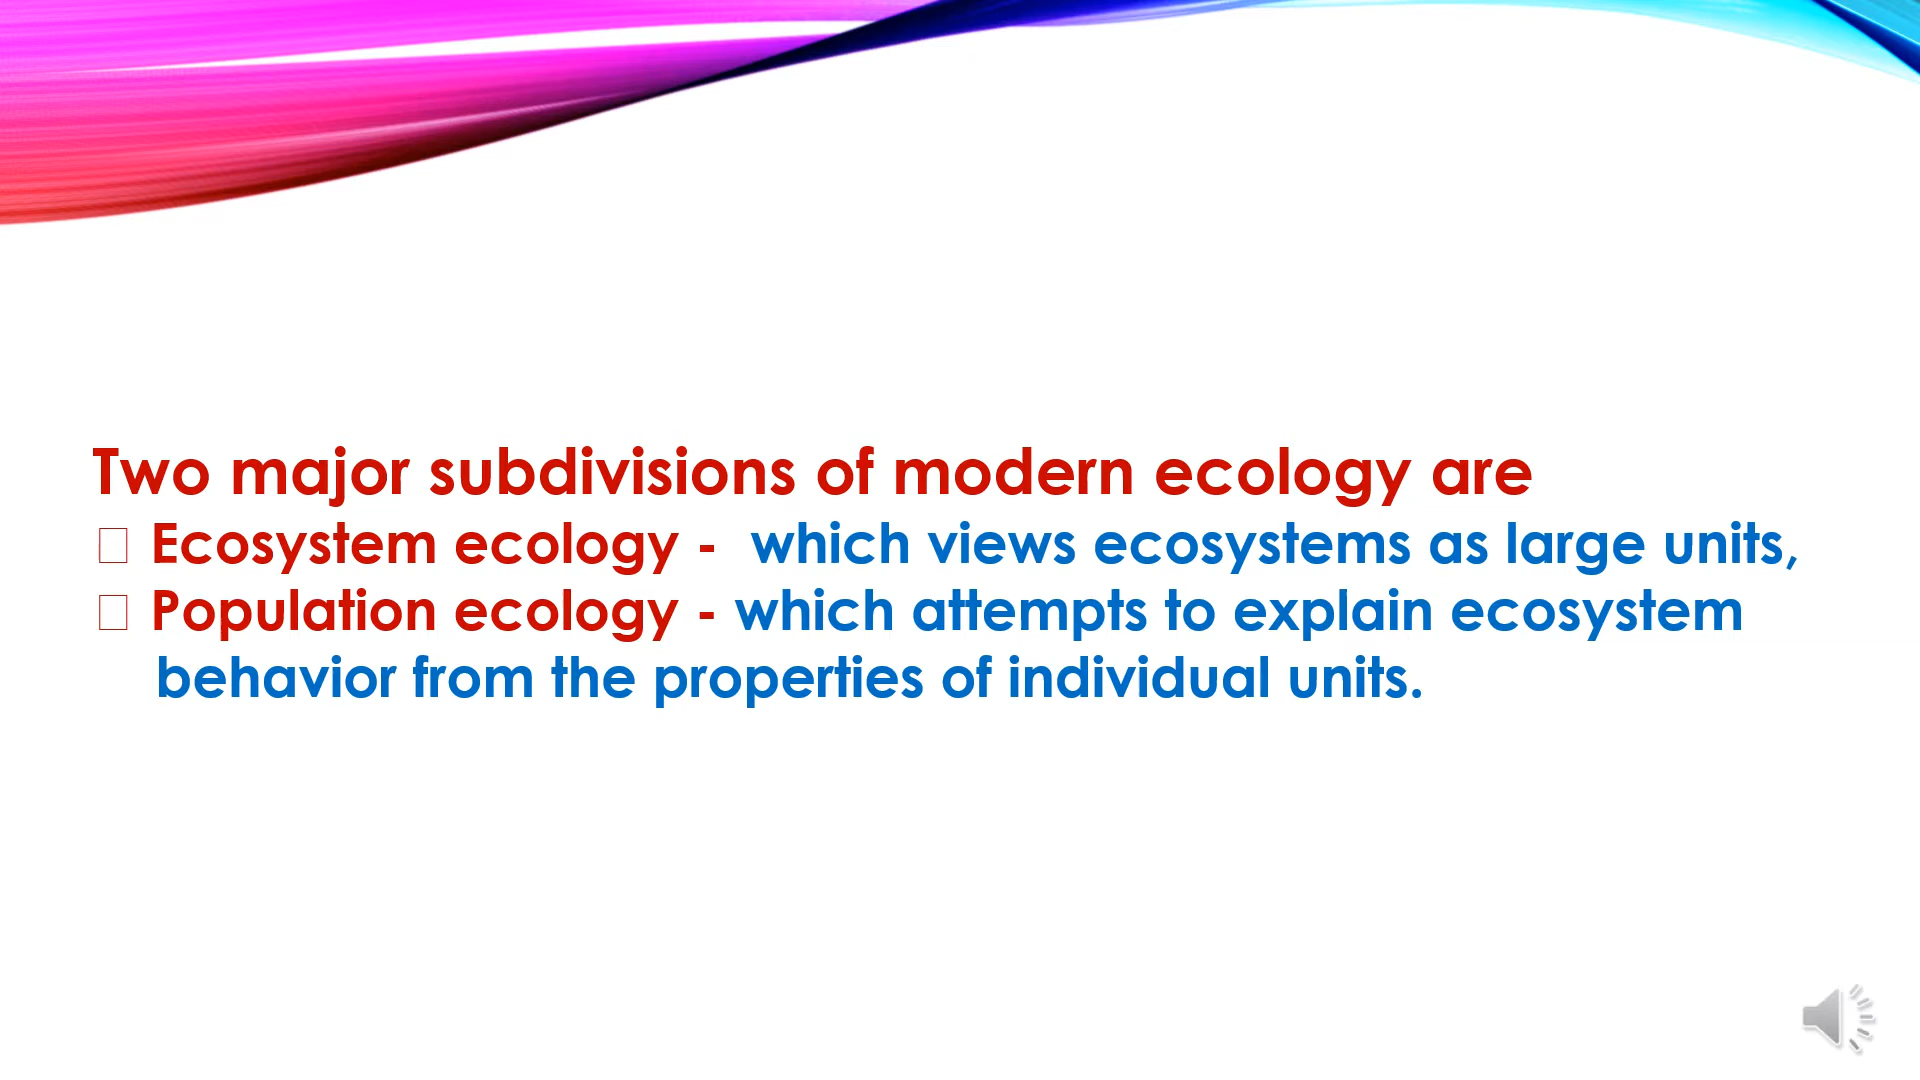 Two major subdivisions of modern ecology are
□ Ecosystem ecology -  which views ecosystems as large units,
□ Population ecology - which attempts to explain ecosystem
behavior from the properties of individual units.